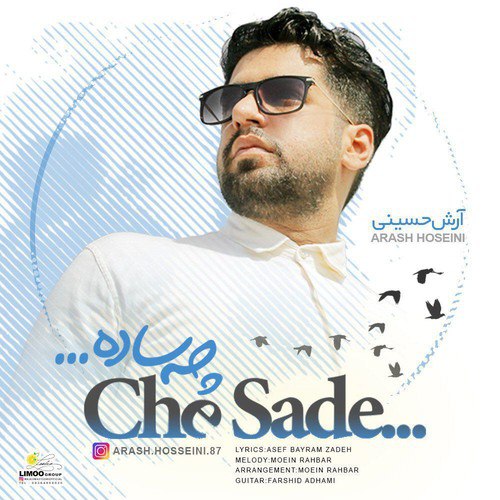 آرش حسینی
ARASH HOSEINI
چه ساده ...
Che Sade...
ARASH.HOSSEINI.87
LYRICS:ASEF BAYRAM ZADEH
MELODY:MOEIN RAHBAR
ARRANGEMENT:MOEIN RAHBAR
GUITAR:FARSHID ADHAMI
LIMOO GROUP